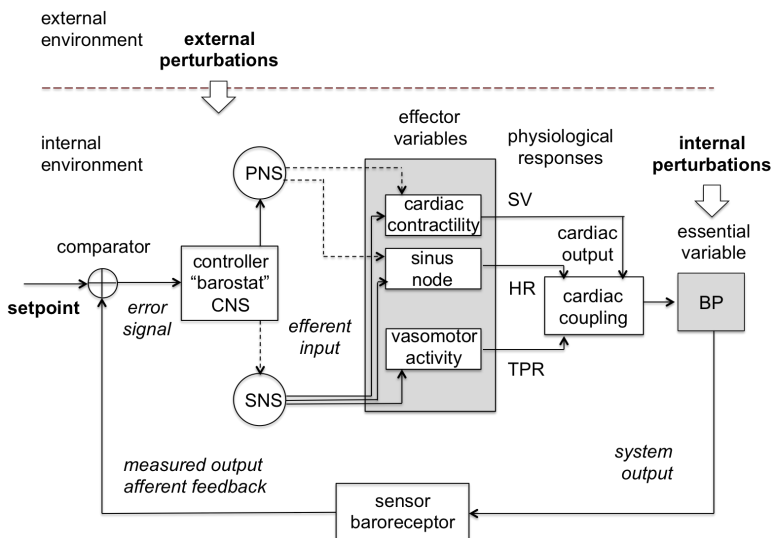 external
environment
external
perturbations
internal
environment
effector
variables
physiological
responses
internal
perturbations
PNS
cardiac
contractility
SV
essential
variable
comparator
controller
“barostat”
CNS
sinus
node
cardiac
output
HR
cardiac
coupling
BP
setpoint
error
signal
efferent
input
vasomotor
activity
TPR
SNS
measured output
afferent feedback
system
output
sensor
baroreceptor